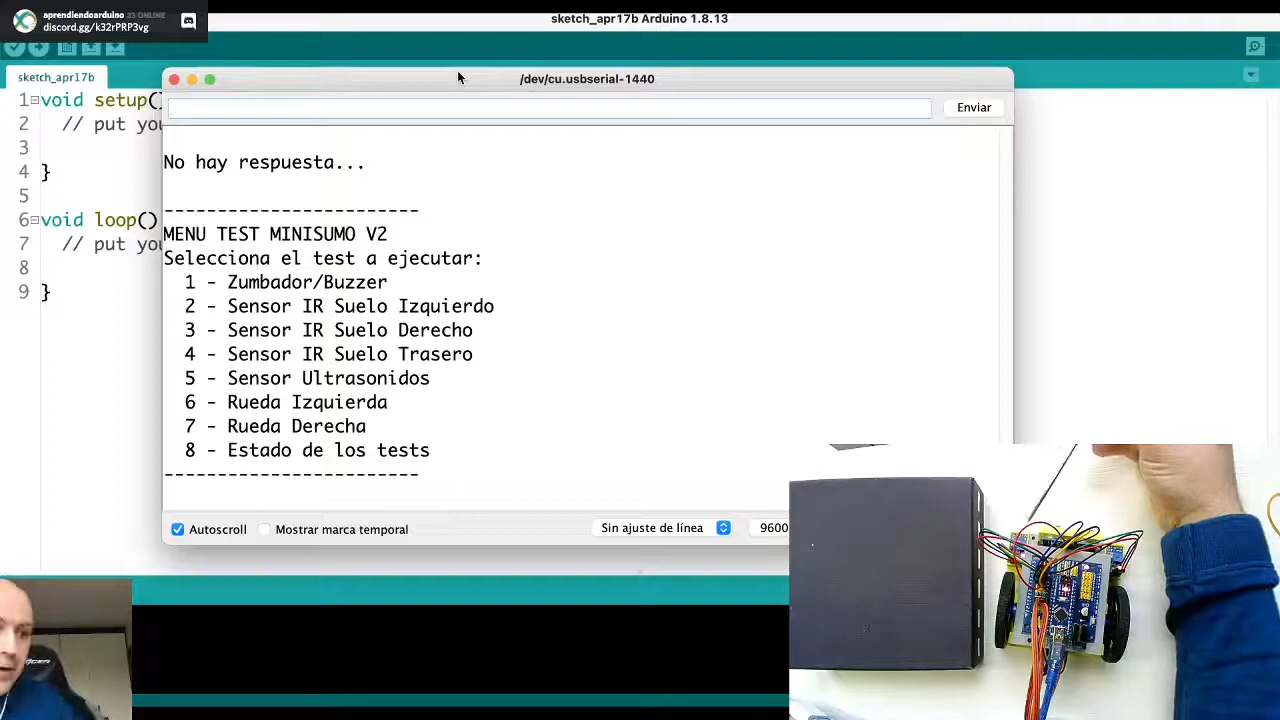 aprendiendoarduino 23 ONLINE
discord.gg/k32rPRP3vg
sketch_apr17b Arduino 1.8.13
sketch_apr17b
/dev/cu.usbserial-1440
Enviar
1 void setup()
2 // put you
3
4 }
5
6 void loop()
7 // put you
8
9 }
No hay respuesta...
------------------------
MENU TEST MINISUMO V2
Selecciona el test a ejecutar:
1 - Zumbador/Buzzer
2 - Sensor IR Suelo Izquierdo
3 - Sensor IR Suelo Derecho
4 - Sensor IR Suelo Trasero
5 - Sensor Ultrasonidos
6 - Rueda Izquierda
7 - Rueda Derecha
8 - Estado de los tests
------------------------
Autoscroll Mostrar marca temporal Sin ajuste de línea 9600